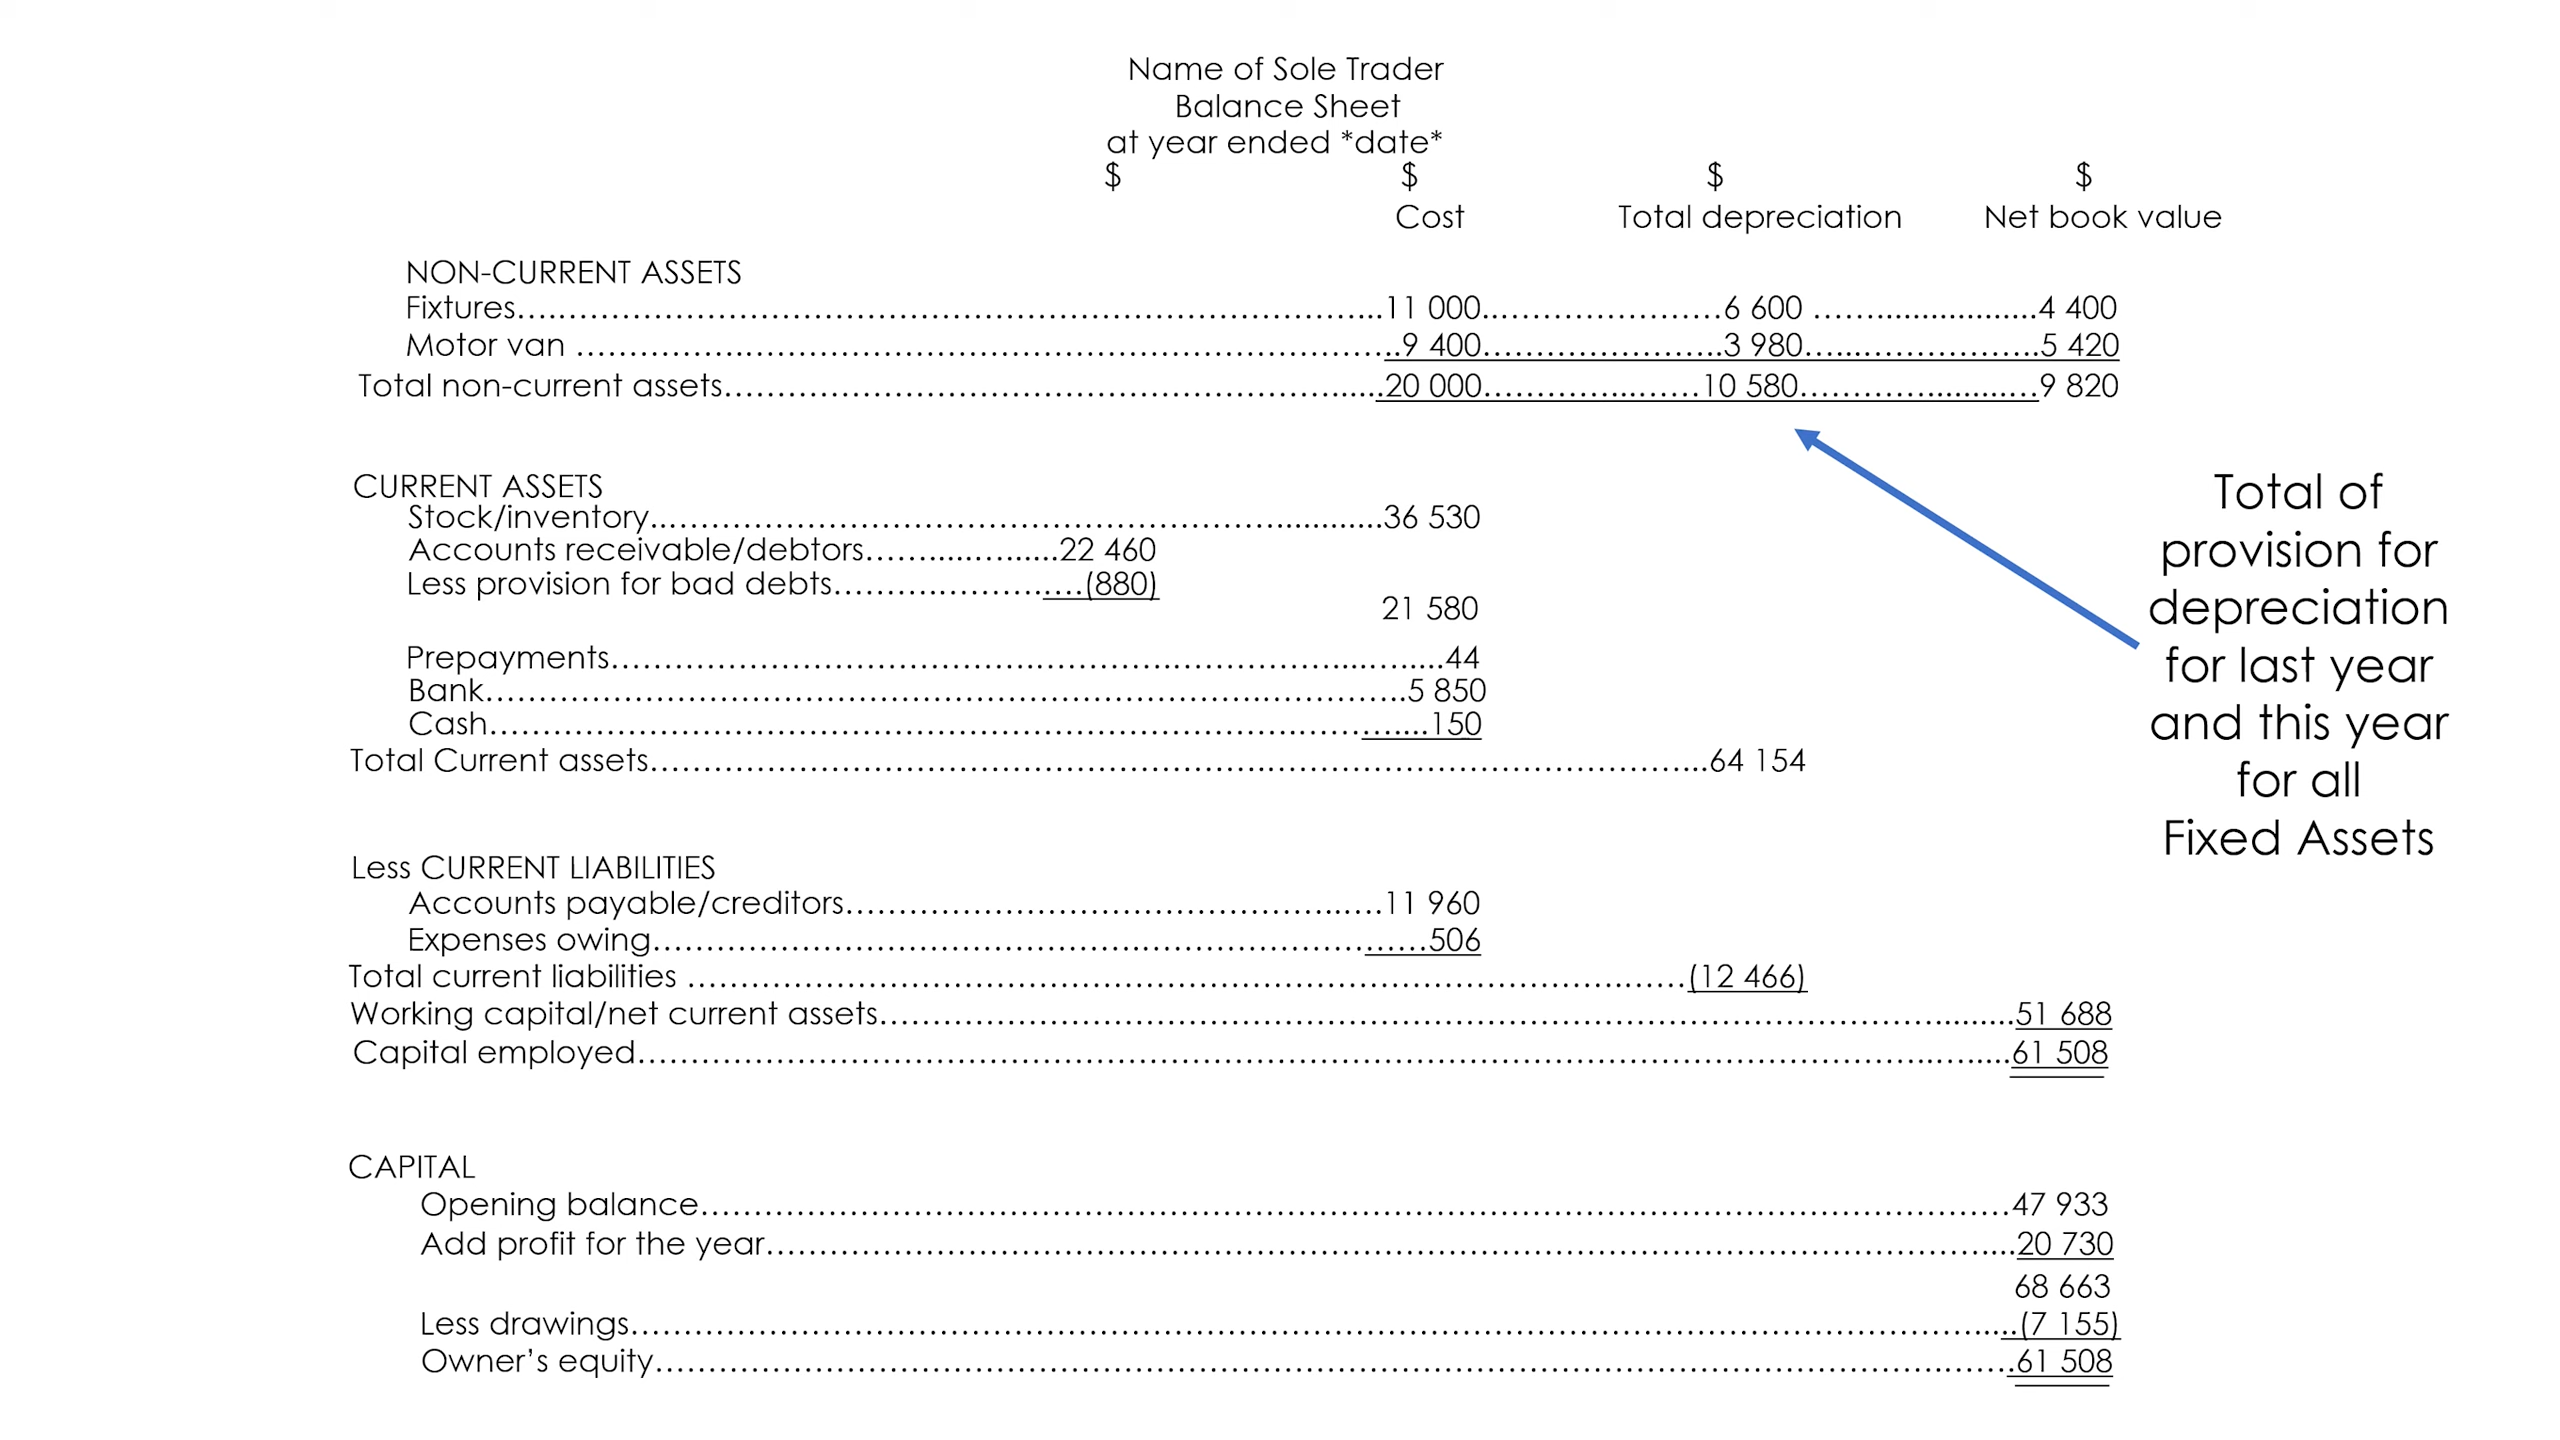 Name of Sole Trader
Balance Sheet
at year ended *date*
$ $ $ $
Cost Total depreciation Net book value
NON-CURRENT ASSETS
Fixtures 11 000 6 600 4 400
Motor van 9 400 3 980 5 420
Total non-current assets 20 000 10 580 9 820
CURRENT ASSETS
Stock/inventory 36 530
Accounts receivable/debtors 22 460
Less provision for bad debts (880)
21 580
Prepayments 44
Bank 5 850
Cash 150
Total Current assets 64 154
Less CURRENT LIABILITIES
Accounts payable/creditors 11 960
Expenses owing 506
Total current liabilities (12 466)
Working capital/net current assets 51 688
Capital employed 61 508
CAPITAL
Opening balance 47 933
Add profit for the year 20 730
68 663
Less drawings (7 155)
Owner’s equity 61 508
Total of
provision for
depreciation
for last year
and this year
for all
Fixed Assets